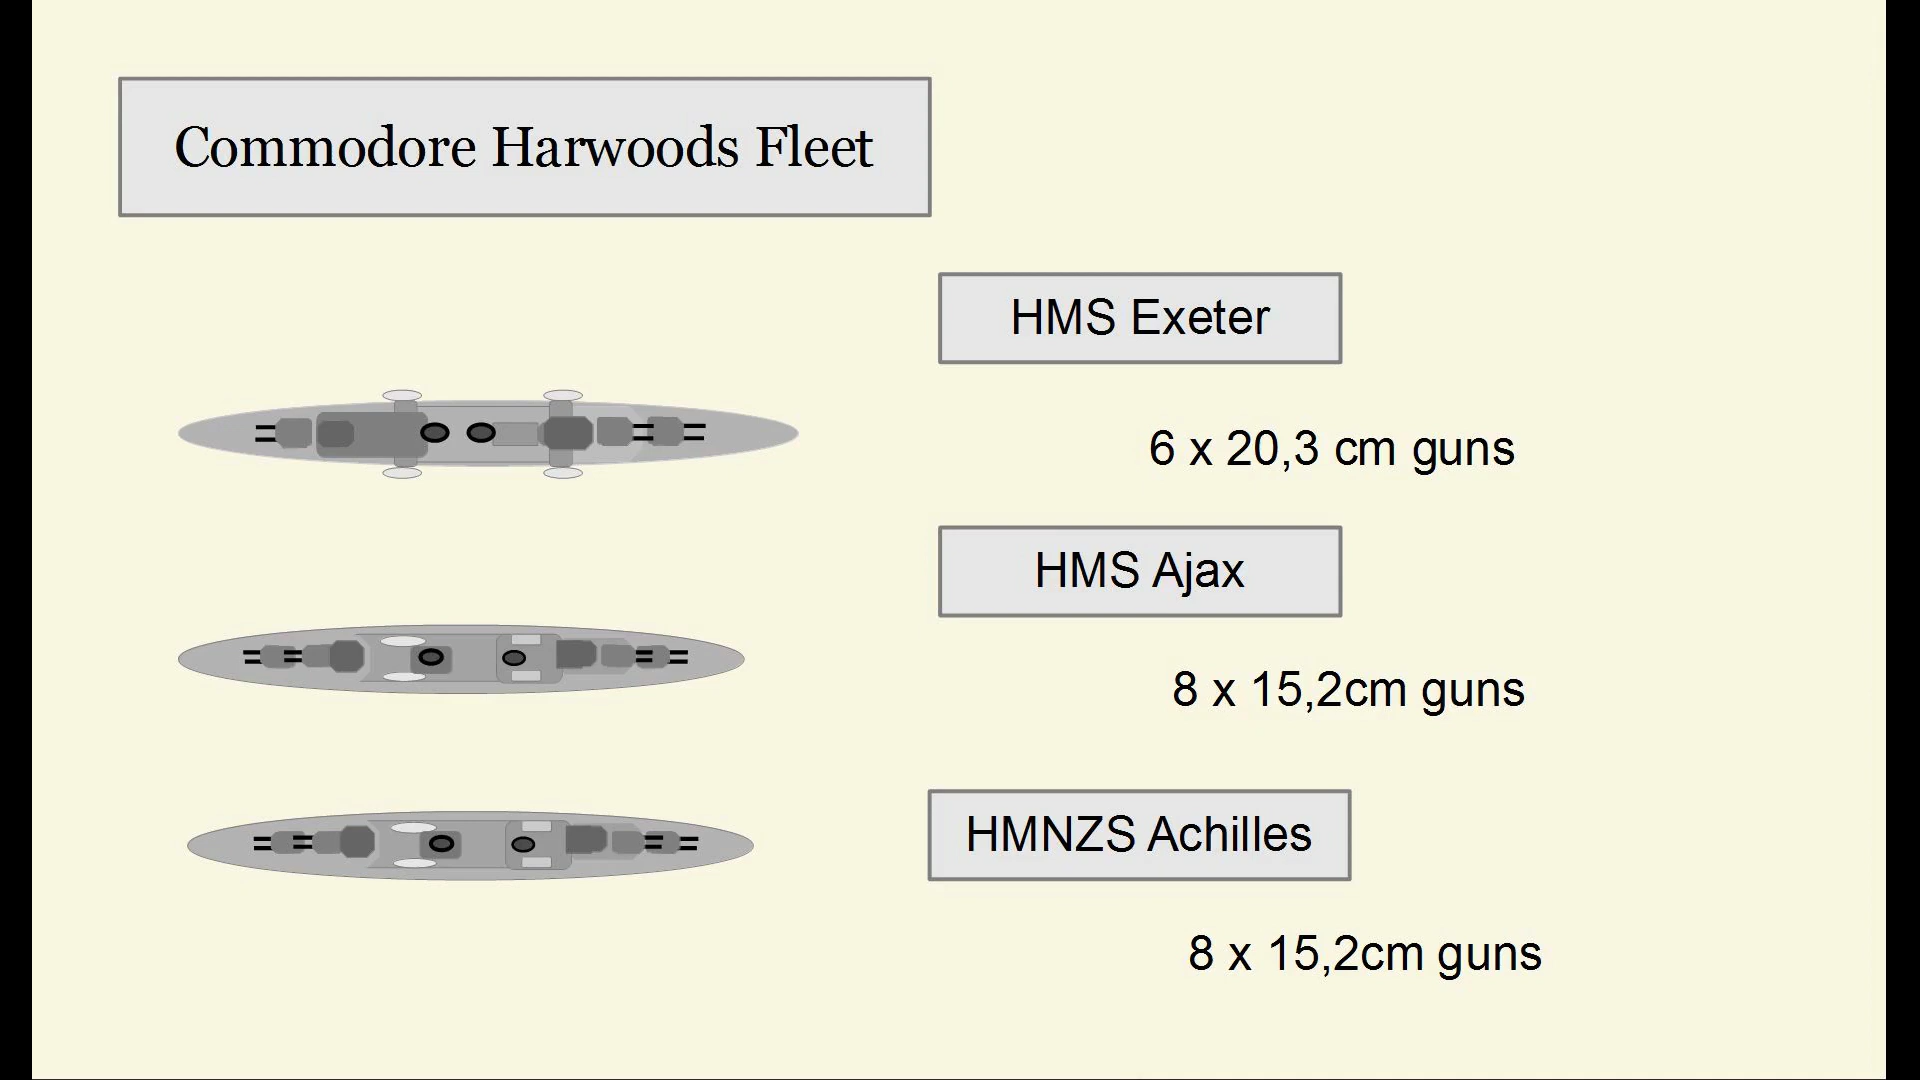 Commodore Harwoods Fleet
HMS Exeter
6 x 20,3 cm guns
HMS Ajax
8 x 15,2cm guns
HMNZS Achilles
8 x 15,2cm guns